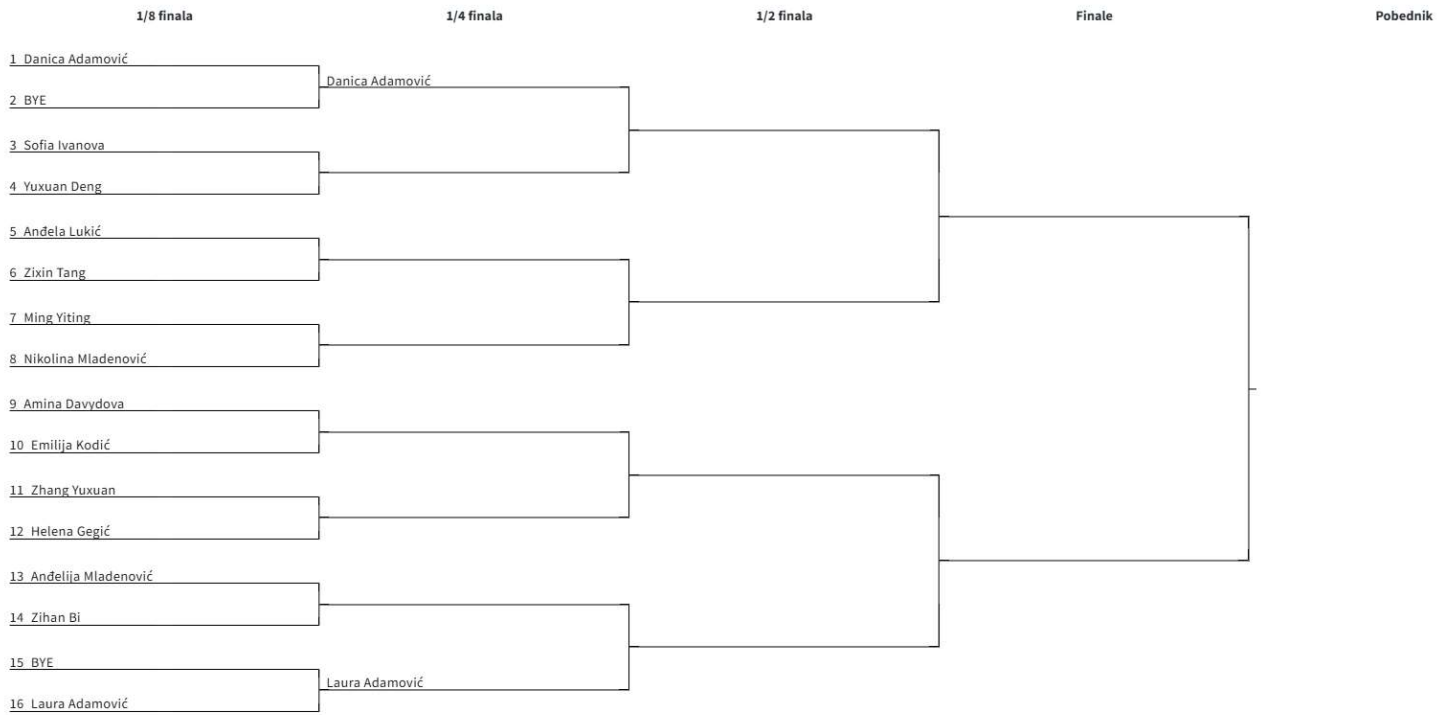 1/8 finala 1/4 finala 1/2 finala Finale Pobednik
1 Danica Adamović
Danica Adamović
2 BYE
3 Sofia Ivanova
4 Yuxuan Deng
5 Anđela Lukić
6 Zixin Tang
7 Ming Yiting
8 Nikolina Mladenović
9 Amina Davydova
10 Emilija Kodić
11 Zhang Yuxuan
12 Helena Gegić
13 Anđelija Mladenović
14 Zihan Bi
15 BYE
Laura Adamović
16 Laura Adamović